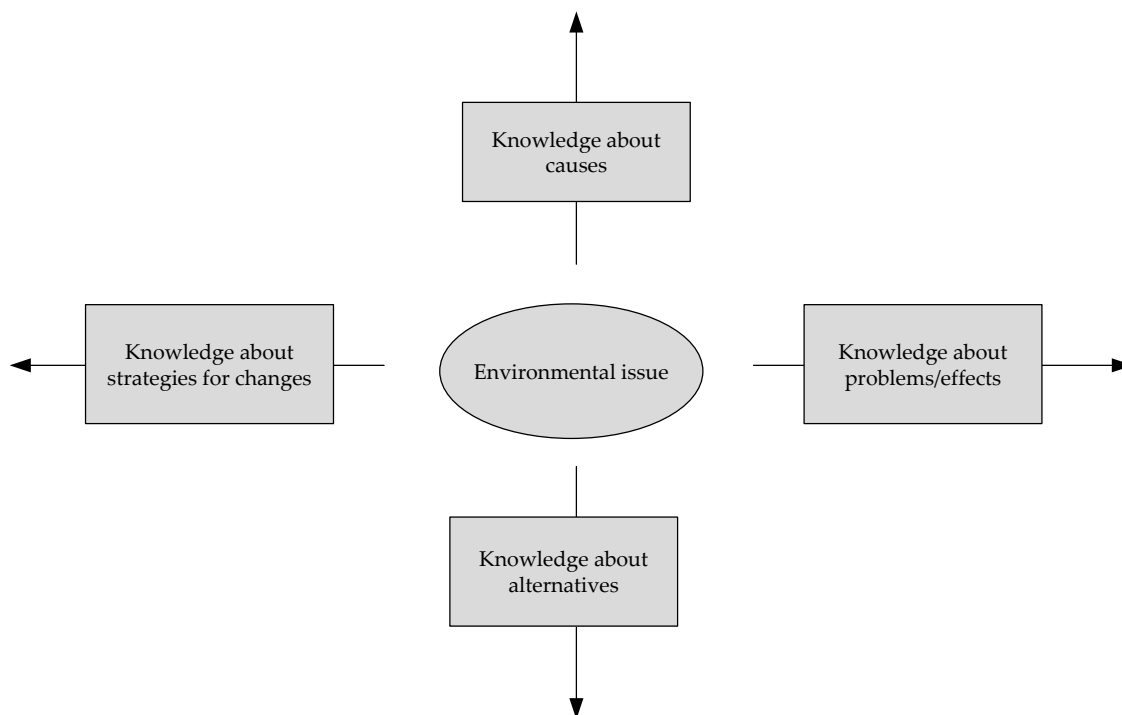 Knowledge about
causes
Knowledge about
strategies for changes
Environmental issue
Knowledge about
problems/effects
Knowledge about
alternatives